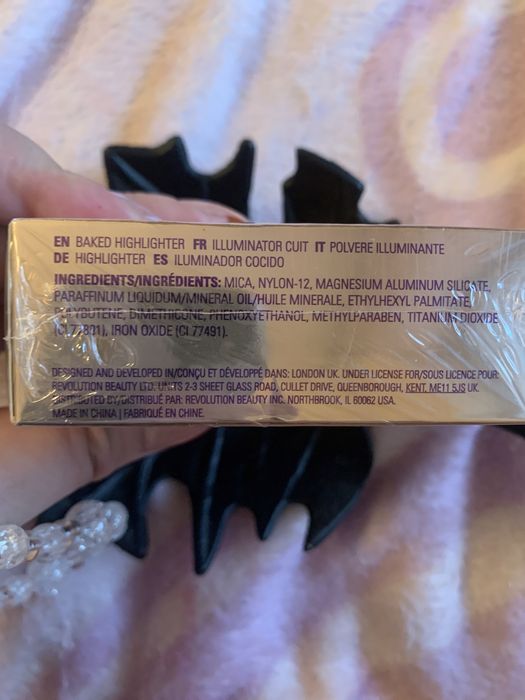 EN BAKED HIGHLIGHTER FR ILLUMINATOR CUIT IT POLVERE ILLUMINANTE
DE HIGHLIGHTER ES ILUMINADOR COCIDO
INGREDIENTS/INGRÉDIENTS: MICA, NYLON-12, MAGNESIUM ALUMINUM SILICATE,
PARAFFINUM LIQUIDUM/MINERAL OIL/HUILE MINERALE, ETHYLHEXYL PALMITATE,
POLYBUTENE, DIMETHICONE, PHENOXYETHANOL, METHYLPARABEN, TITANIUM DIOXIDE
(CI 77891), IRON OXIDE (CI 77491).
DESIGNED AND DEVELOPED IN/CONÇU ET DÉVELOPPÉ DANS: LONDON UK. UNDER LICENSE FOR/SOUS LICENCE POUR:
REVOLUTION BEAUTY LTD. UNITS 2-3 SHEET GLASS ROAD, CULLET DRIVE, QUEENBOROUGH, KENT, ME11 5JS UK.
DISTRIBUTED BY/DISTRIBUÉ PAR: REVOLUTION BEAUTY INC. NORTHBROOK, IL 60062 USA.
MADE IN CHINA | FABRIQUÉ EN CHINE.